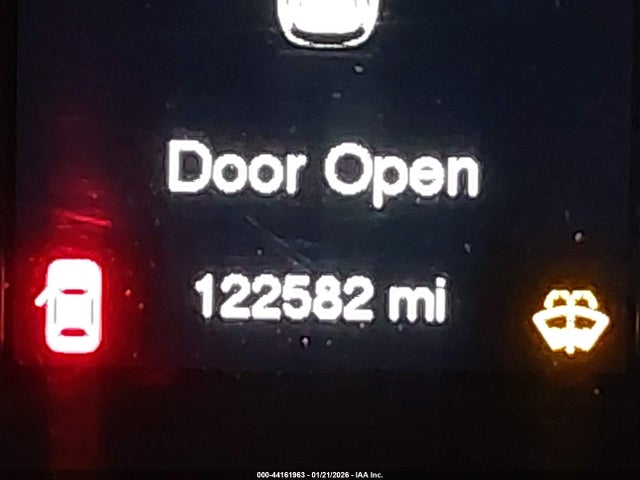 Door Open
122582 mi
000-44161963 - 01/21/2026 - IAA Inc.